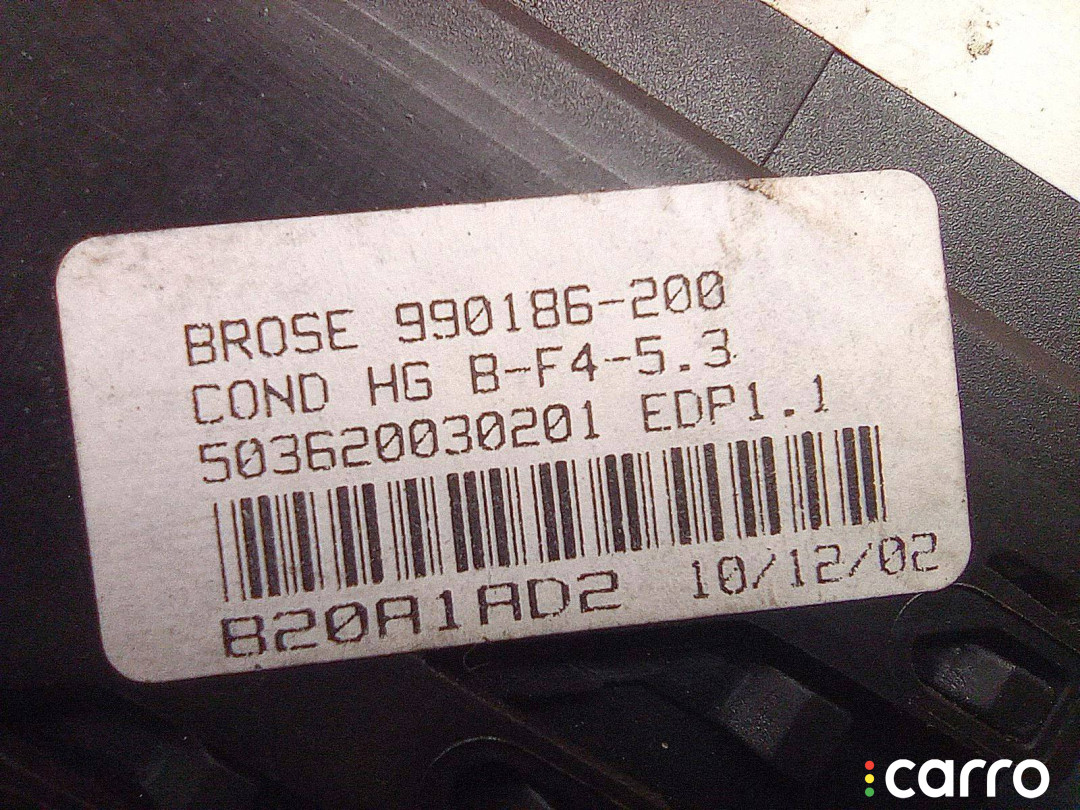 BROSE 990186-200
COND HG B-F4-5.3
503620030201 EDP1.1
B20A1AD2 10/12/02
carro